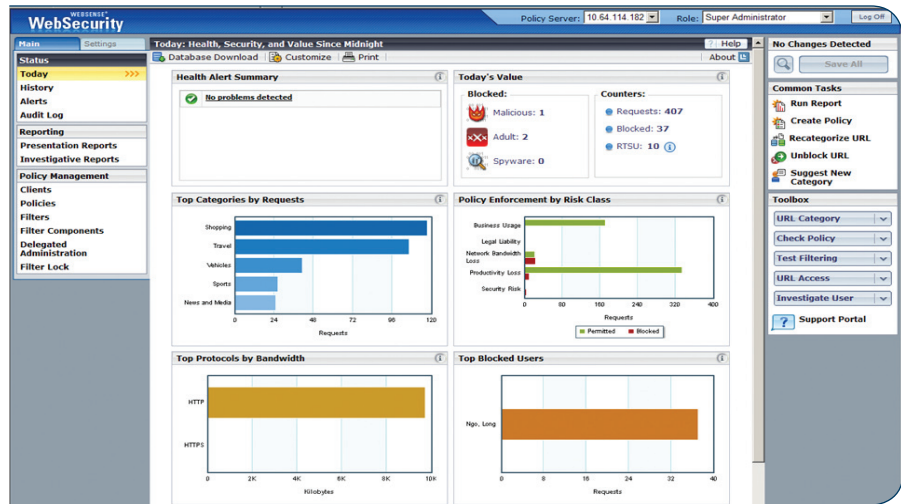 WEBSENSE
WebSecurity
Policy Server: 10.64.114.182
Role: Super Administrator
Log Off
Main
Settings
Status
Today >>>
History
Alerts
Audit Log
Reporting
Presentation Reports
Investigative Reports
Policy Management
Clients
Policies
Filters
Filter Components
Delegated
Administration
Filter Lock
Today: Health, Security, and Value Since Midnight
? Help
Database Download
Customize
Print
About
Health Alert Summary
No problems detected
Today's Value
Blocked:
Malicious: 1
xxx Adult: 2
Spyware: 0
Counters:
Requests: 407
Blocked: 37
RTSU: 10
Top Categories by Requests
Shopping
Travel
Vehicles
Sports
News and Media
0 24 48 72 96 120
Requests
Policy Enforcement by Risk Class
Business Usage
Legal Liability
Network Bandwidth
Loss
Productivity Loss
Security Risk
0 80 160 240 320 400
Requests
Permitted Blocked
Top Protocols by Bandwidth
HTTP
HTTPS
0 2K 4K 6K 8K 10K
Kilobytes
Top Blocked Users
Ngo, Long
0 8 16 24 32 40
Requests
No Changes Detected
Save All
Common Tasks
Run Report
Create Policy
Recategorize URL
Unblock URL
Suggest New
Category
Toolbox
URL Category
Check Policy
Test Filtering
URL Access
Investigate User
? Support Portal